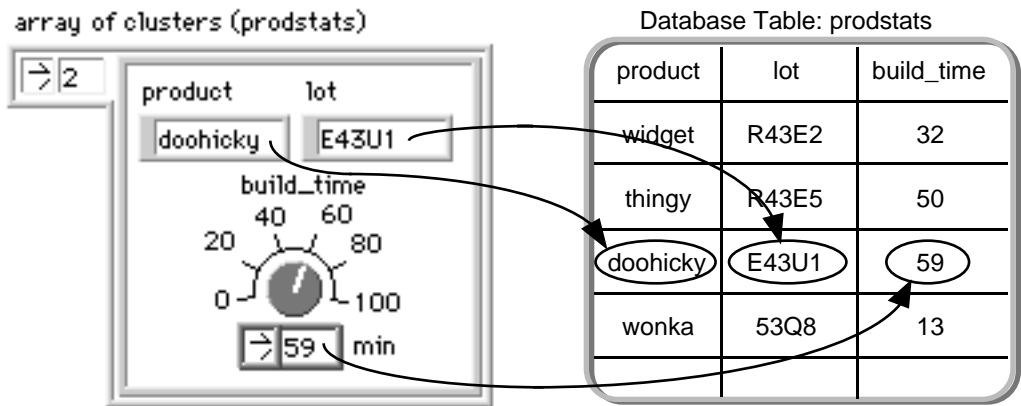 array of clusters (prodstats)
2
product lot
doohicky E43U1
build_time
40 60
20 80
0 100
59 min
Database Table: prodstats
product lot build_time
widget R43E2 32
thingy R43E5 50
doohicky E43U1 59
wonka 53Q8 13